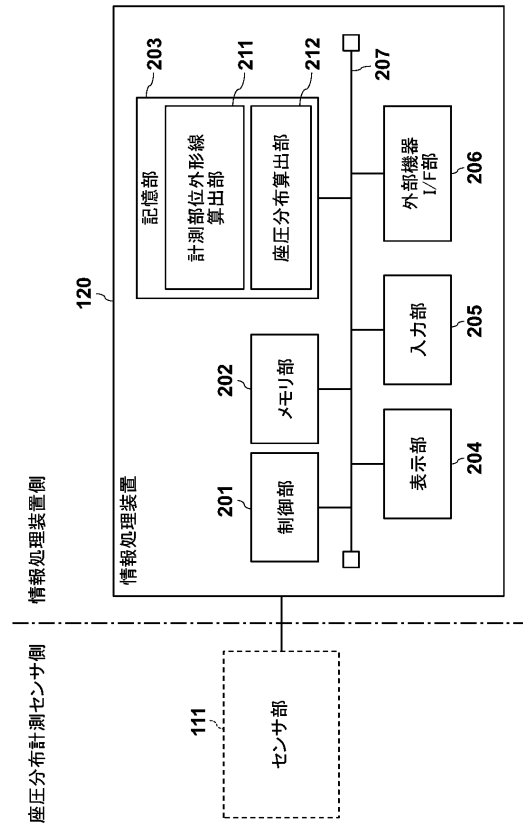 座圧分布計測センサ側
情報処理装置側
111
センサ部
120
情報処理装置
201
制御部
202
メモリ部
203
記憶部
211
計測部位外形線
算出部
212
座圧分布算出部
207
204
表示部
205
入力部
206
外部機器
I/F部